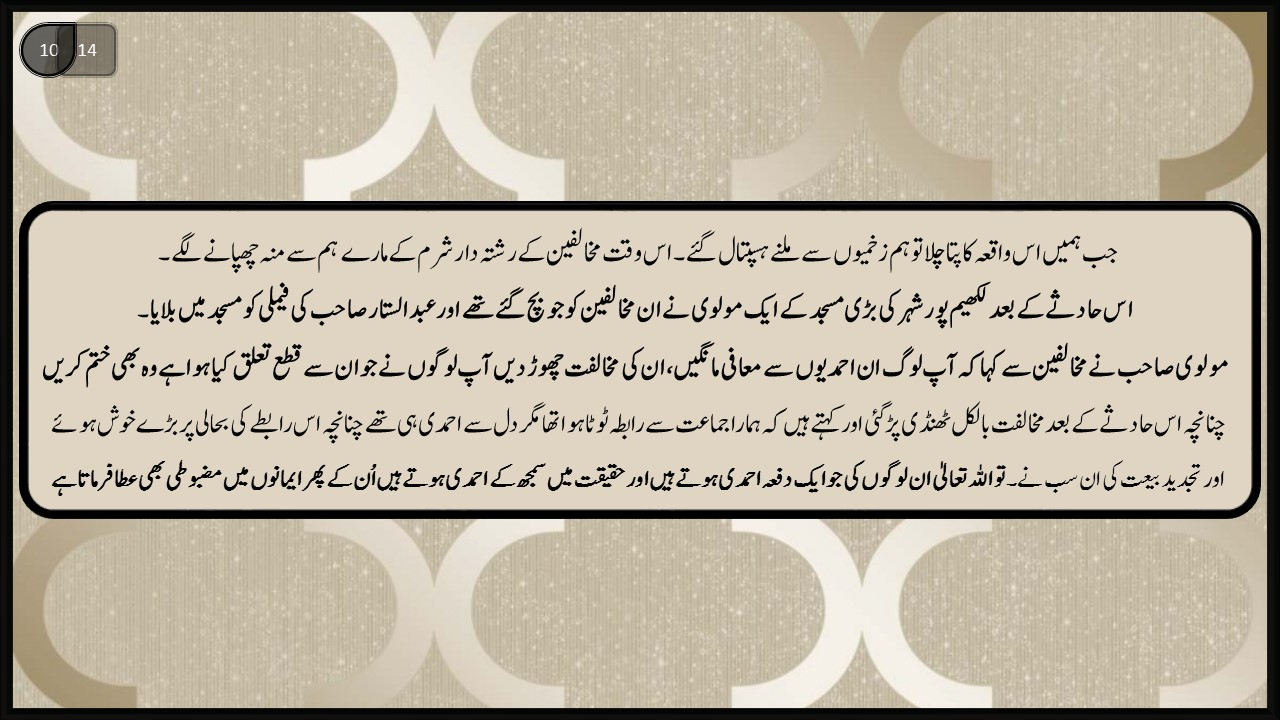 10 14
جب ہمیں اس واقعہ کا پتا چلا تو ہم زخمیوں سے ملنے ہسپتال گئے۔ اس وقت مخالفین کے رشتہ دار شرم کے مارے ہم سے منہ چھپانے لگے۔
اس حادثے کے بعد لکھیم پور شہر کی بڑی مسجد کے ایک مولوی نے ان مخالفین کو جو بچ گئے تھے اور عبد الستار صاحب کی فیملی کو مسجد میں بلایا۔
مولوی صاحب نے مخالفین سے کہا کہ آپ لوگ ان احمدیوں سے معافی مانگیں، ان کی مخالفت چھوڑ دیں آپ لوگوں نے جو ان سے قطع تعلق کیا ہوا ہے وہ بھی ختم کریں
چنانچہ اس حادثے کے بعد مخالفت بالکل ٹھنڈی پڑ گئی اور کہتے ہیں کہ ہمارا جماعت سے رابطہ ٹوٹا ہوا تھا مگر دل سے احمدی ہی تھے چنانچہ اس رابطے کی بحالی پر بڑے خوش ہوئے
اور تجدید بیعت کی ان سب نے۔ تو اللہ تعالیٰ ان لوگوں کی جو ایک دفعہ احمدی ہوتے ہیں اور حقیقت میں سمجھ کے احمدی ہوتے ہیں اُن کے پھر ایمانوں میں مضبوطی بھی عطا فرماتا ہے